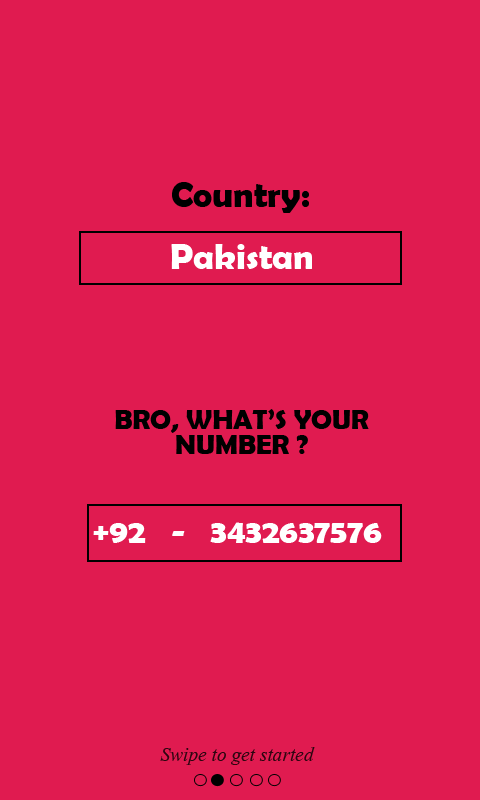 Country:
Pakistan
BRO, WHAT'S YOUR
NUMBER ?
+92 - 3432637576
Swipe to get started